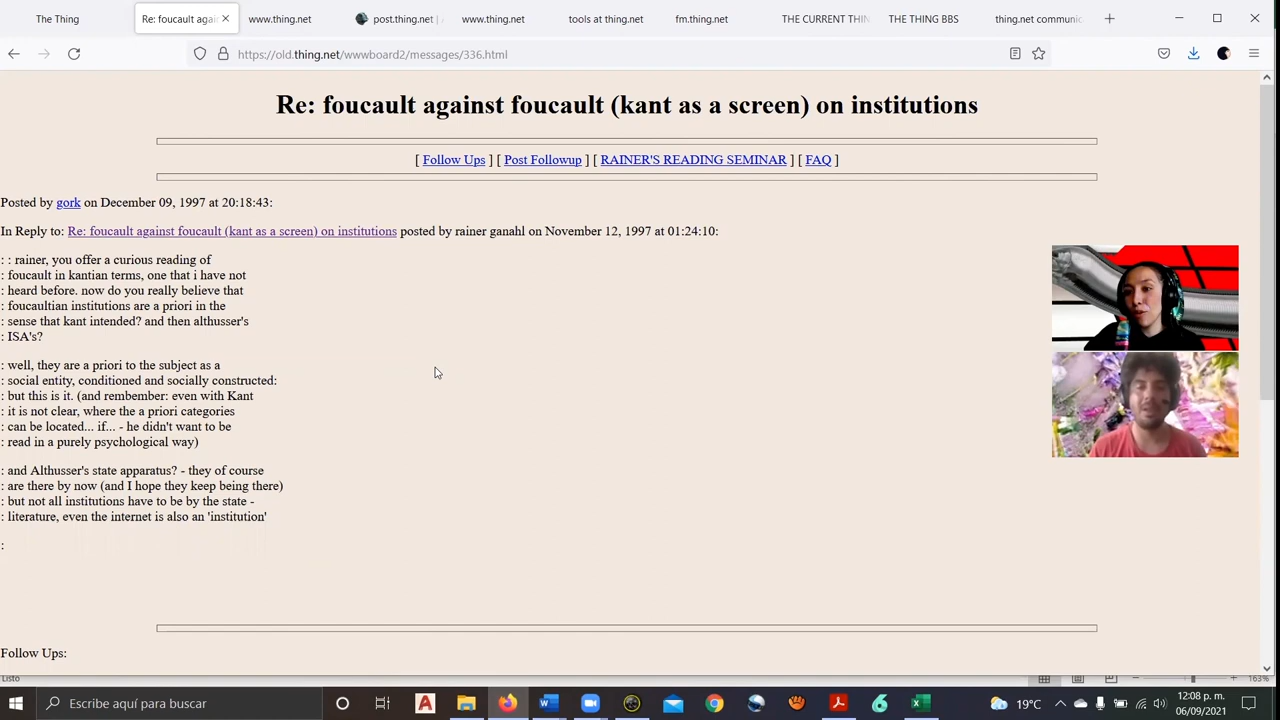 The Thing
Re: foucault agai
www.thing.net
post.thing.net |
www.thing.net
tools at thing.net
fm.thing.net
THE CURRENT THIN
THE THING BBS
thing.net communic
https://old.thing.net/wwwboard2/messages/336.html
Re: foucault against foucault (kant as a screen) on institutions
[ Follow Ups ] [ Post Followup ] [ RAINER'S READING SEMINAR ] [ FAQ ]
Posted by gork on December 09, 1997 at 20:18:43:
In Reply to: Re: foucault against foucault (kant as a screen) on institutions posted by rainer ganahl on November 12, 1997 at 01:24:10:
: : rainer, you offer a curious reading of
: foucault in kantian terms, one that i have not
: heard before. now do you really believe that
: foucaultian institutions are a priori in the
: sense that kant intended? and then althusser's
: ISA's?
: well, they are a priori to the subject as a
: social entity, conditioned and socially constructed:
: but this is it. (and rembember: even with Kant
: it is not clear, where the a priori categories
: can be located... if... - he didn't want to be
: read in a purely psychological way)
: and Althusser's state apparatus? - they of course
: are there by now (and I hope they keep being there)
: but not all institutions have to be by the state -
: literature, even the internet is also an 'institution'
:
Follow Ups:
Listo
163%
Escribe aquí para buscar
19°C
12:08 p. m.
06/09/2021